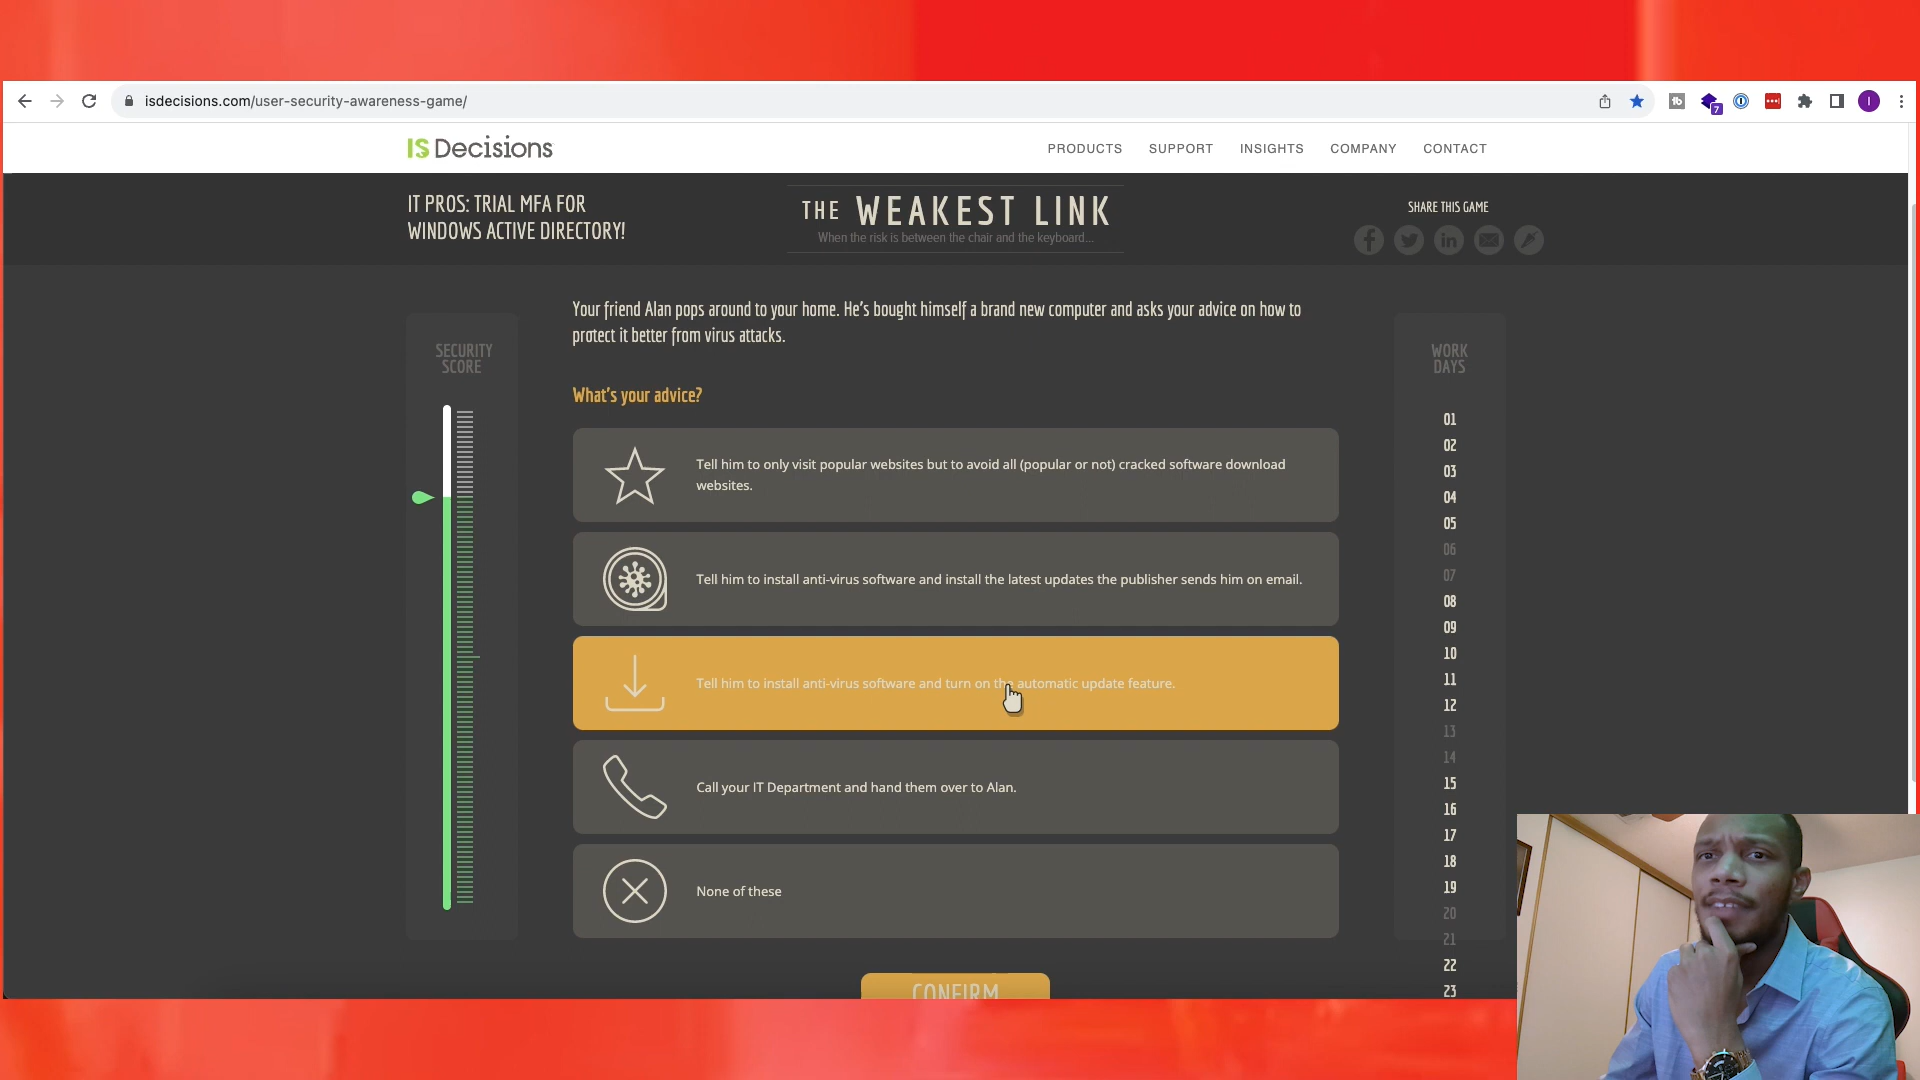 isdecisions.com/user-security-awareness-game/
7
I
IS Decisions
PRODUCTS SUPPORT INSIGHTS COMPANY CONTACT
IT PROS: TRIAL MFA FOR
WINDOWS ACTIVE DIRECTORY!
THE WEAKEST LINK
When the risk is between the chair and the keyboard...
SHARE THIS GAME
Your friend Alan pops around to your home. He's bought himself a brand new computer and asks your advice on how to
protect it better from virus attacks.
SECURITY
SCORE
What's your advice?
Tell him to only visit popular websites but to avoid all (popular or not) cracked software download
websites.
Tell him to install anti-virus software and install the latest updates the publisher sends him on email.
Tell him to install anti-virus software and turn on the automatic update feature.
Call your IT Department and hand them over to Alan.
None of these
CONFIRM
WORK
DAYS
01
02
03
04
05
06
07
08
09
10
11
12
13
14
15
16
17
18
19
20
21
22
23